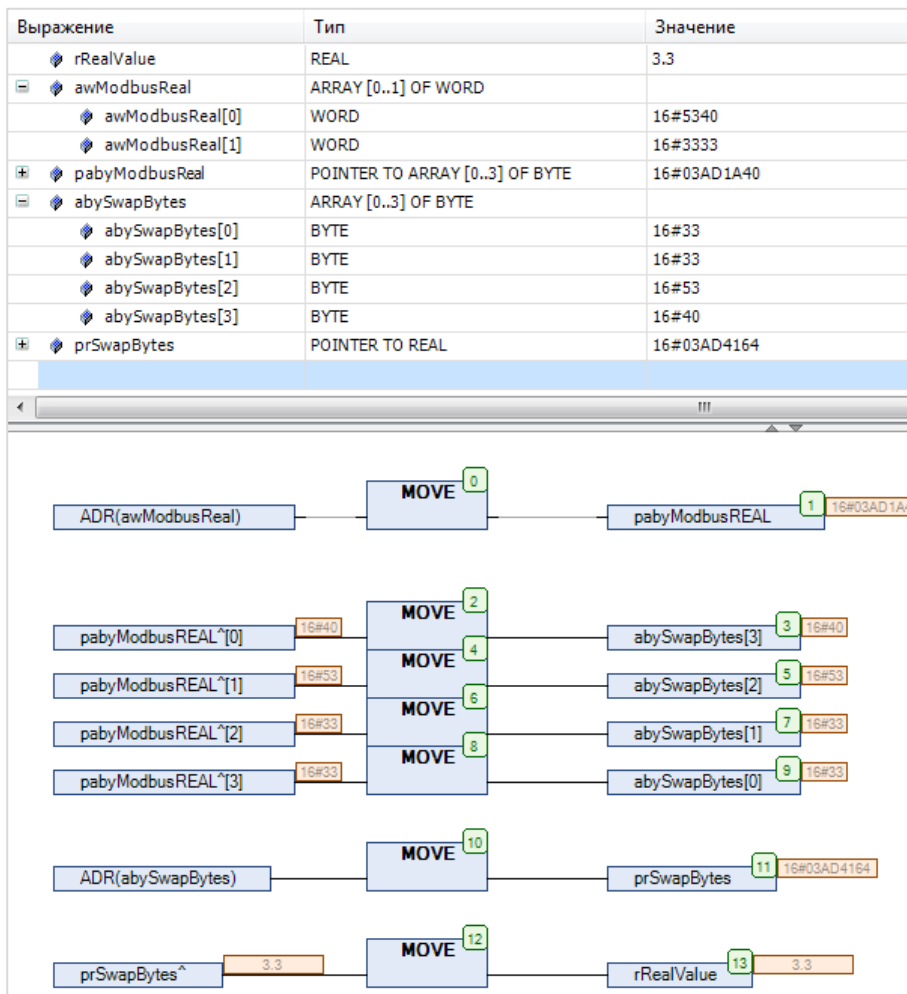 Выражение Тип Значение
rRealValue REAL 3.3
awModbusReal ARRAY [0..1] OF WORD
awModbusReal[0] WORD 16#5340
awModbusReal[1] WORD 16#3333
pabyModbusReal POINTER TO ARRAY [0..3] OF BYTE 16#03AD1A40
abySwapBytes ARRAY [0..3] OF BYTE
abySwapBytes[0] BYTE 16#33
abySwapBytes[1] BYTE 16#33
abySwapBytes[2] BYTE 16#53
abySwapBytes[3] BYTE 16#40
prSwapBytes POINTER TO REAL 16#03AD4164
ADR(awModbusReal) MOVE 0 pabyModbusREAL 1 16#03AD1A4
pabyModbusREAL^[0] 16#40 MOVE 2 abySwapBytes[3] 3 16#40
pabyModbusREAL^[1] 16#53 MOVE 4 abySwapBytes[2] 5 16#53
pabyModbusREAL^[2] 16#33 MOVE 6 abySwapBytes[1] 7 16#33
pabyModbusREAL^[3] 16#33 MOVE 8 abySwapBytes[0] 9 16#33
ADR(abySwapBytes) MOVE 10 prSwapBytes 11 16#03AD4164
prSwapBytes^ 3.3 MOVE 12 rRealValue 13 3.3